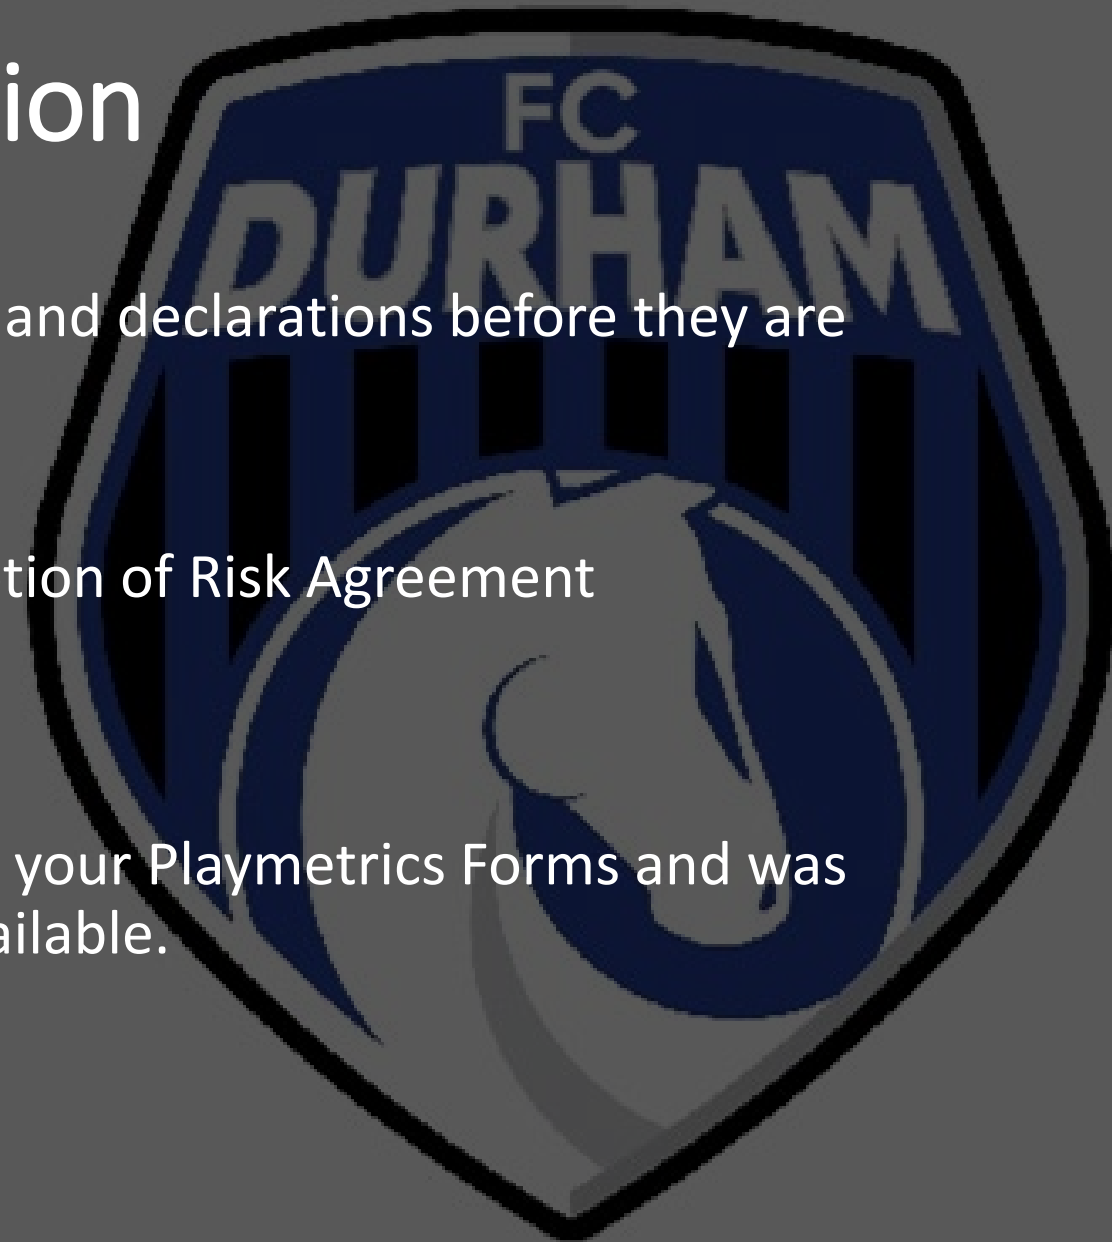 ion
FC
DURHAM
and declarations before they are
tion of Risk Agreement
your Playmetrics Forms and was
ailable.